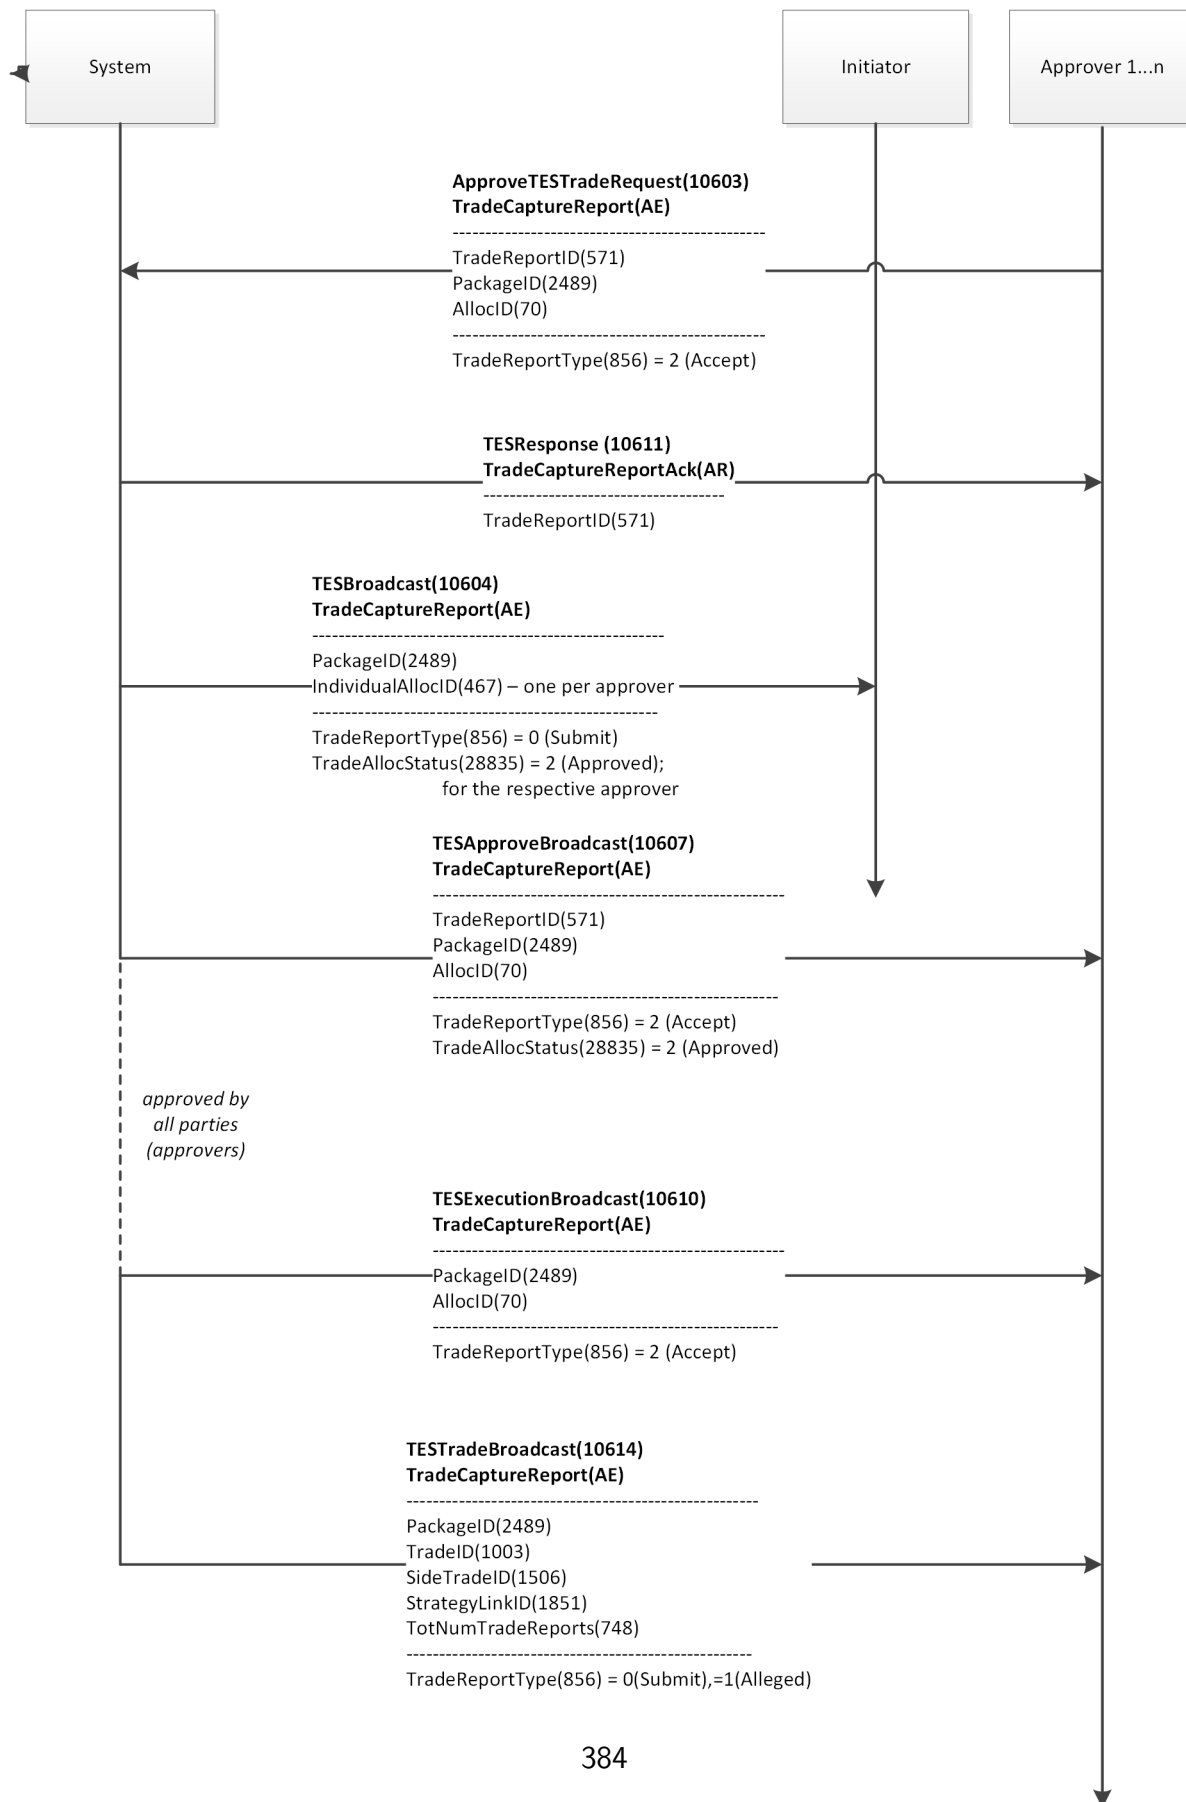 System
Initiator
Approver 1...n
ApproveTESTradeRequest(10603)
TradeCaptureReport(AE)
------------------------------------------------
TradeReportID(571)
PackageID(2489)
AllocID(70)
------------------------------------------------
TradeReportType(856) = 2 (Accept)
TESResponse (10611)
TradeCaptureReportAck(AR)
-------------------------------------
TradeReportID(571)
TESBroadcast(10604)
TradeCaptureReport(AE)
------------------------------------------------------
PackageID(2489)
IndividualAllocID(467) – one per approver
-----------------------------------------------------
TradeReportType(856) = 0 (Submit)
TradeAllocStatus(28835) = 2 (Approved);
for the respective approver
TESApproveBroadcast(10607)
TradeCaptureReport(AE)
------------------------------------------------------
TradeReportID(571)
PackageID(2489)
AllocID(70)
-----------------------------------------------------
TradeReportType(856) = 2 (Accept)
TradeAllocStatus(28835) = 2 (Approved)
approved by
all parties
(approvers)
TESExecutionBroadcast(10610)
TradeCaptureReport(AE)
------------------------------------------------------
PackageID(2489)
AllocID(70)
-----------------------------------------------------
TradeReportType(856) = 2 (Accept)
TESTradeBroadcast(10614)
TradeCaptureReport(AE)
------------------------------------------------------
PackageID(2489)
TradeID(1003)
SideTradeID(1506)
StrategyLinkID(1851)
TotNumTradeReports(748)
-----------------------------------------------------
TradeReportType(856) = 0(Submit),=1(Alleged)
384